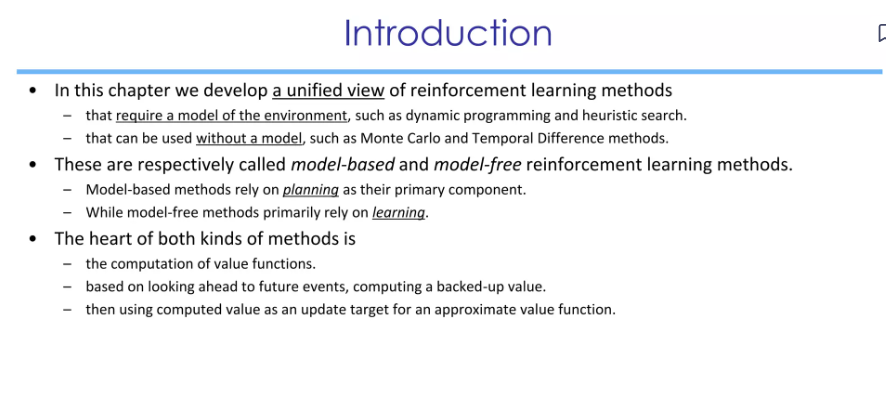 Introduction
• In this chapter we develop a unified view of reinforcement learning methods
– that require a model of the environment, such as dynamic programming and heuristic search.
– that can be used without a model, such as Monte Carlo and Temporal Difference methods.
• These are respectively called model-based and model-free reinforcement learning methods.
– Model-based methods rely on planning as their primary component.
– While model-free methods primarily rely on learning.
• The heart of both kinds of methods is
– the computation of value functions.
– based on looking ahead to future events, computing a backed-up value.
– then using computed value as an update target for an approximate value function.